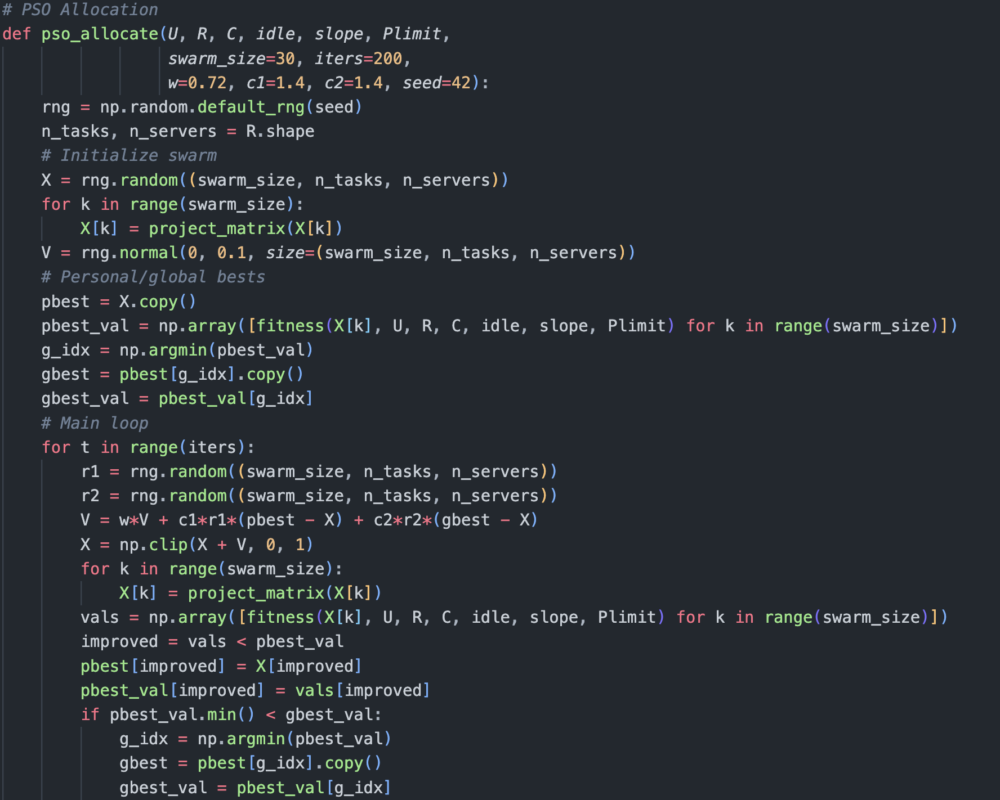 # PSO Allocation
def pso_allocate(U, R, C, idle, slope, Plimit,
                 swarm_size=30, iters=200,
                 w=0.72, c1=1.4, c2=1.4, seed=42):
    rng = np.random.default_rng(seed)
    n_tasks, n_servers = R.shape
    # Initialize swarm
    X = rng.random((swarm_size, n_tasks, n_servers))
    for k in range(swarm_size):
        X[k] = project_matrix(X[k])
    V = rng.normal(0, 0.1, size=(swarm_size, n_tasks, n_servers))
    # Personal/global bests
    pbest = X.copy()
    pbest_val = np.array([fitness(X[k], U, R, C, idle, slope, Plimit) for k in range(swarm_size)])
    g_idx = np.argmin(pbest_val)
    gbest = pbest[g_idx].copy()
    gbest_val = pbest_val[g_idx]
    # Main loop
    for t in range(iters):
        r1 = rng.random((swarm_size, n_tasks, n_servers))
        r2 = rng.random((swarm_size, n_tasks, n_servers))
        V = w*V + c1*r1*(pbest - X) + c2*r2*(gbest - X)
        X = np.clip(X + V, 0, 1)
        for k in range(swarm_size):
            X[k] = project_matrix(X[k])
        vals = np.array([fitness(X[k], U, R, C, idle, slope, Plimit) for k in range(swarm_size)])
        improved = vals < pbest_val
        pbest[improved] = X[improved]
        pbest_val[improved] = vals[improved]
        if pbest_val.min() < gbest_val:
            g_idx = np.argmin(pbest_val)
            gbest = pbest[g_idx].copy()
            gbest_val = pbest_val[g_idx]